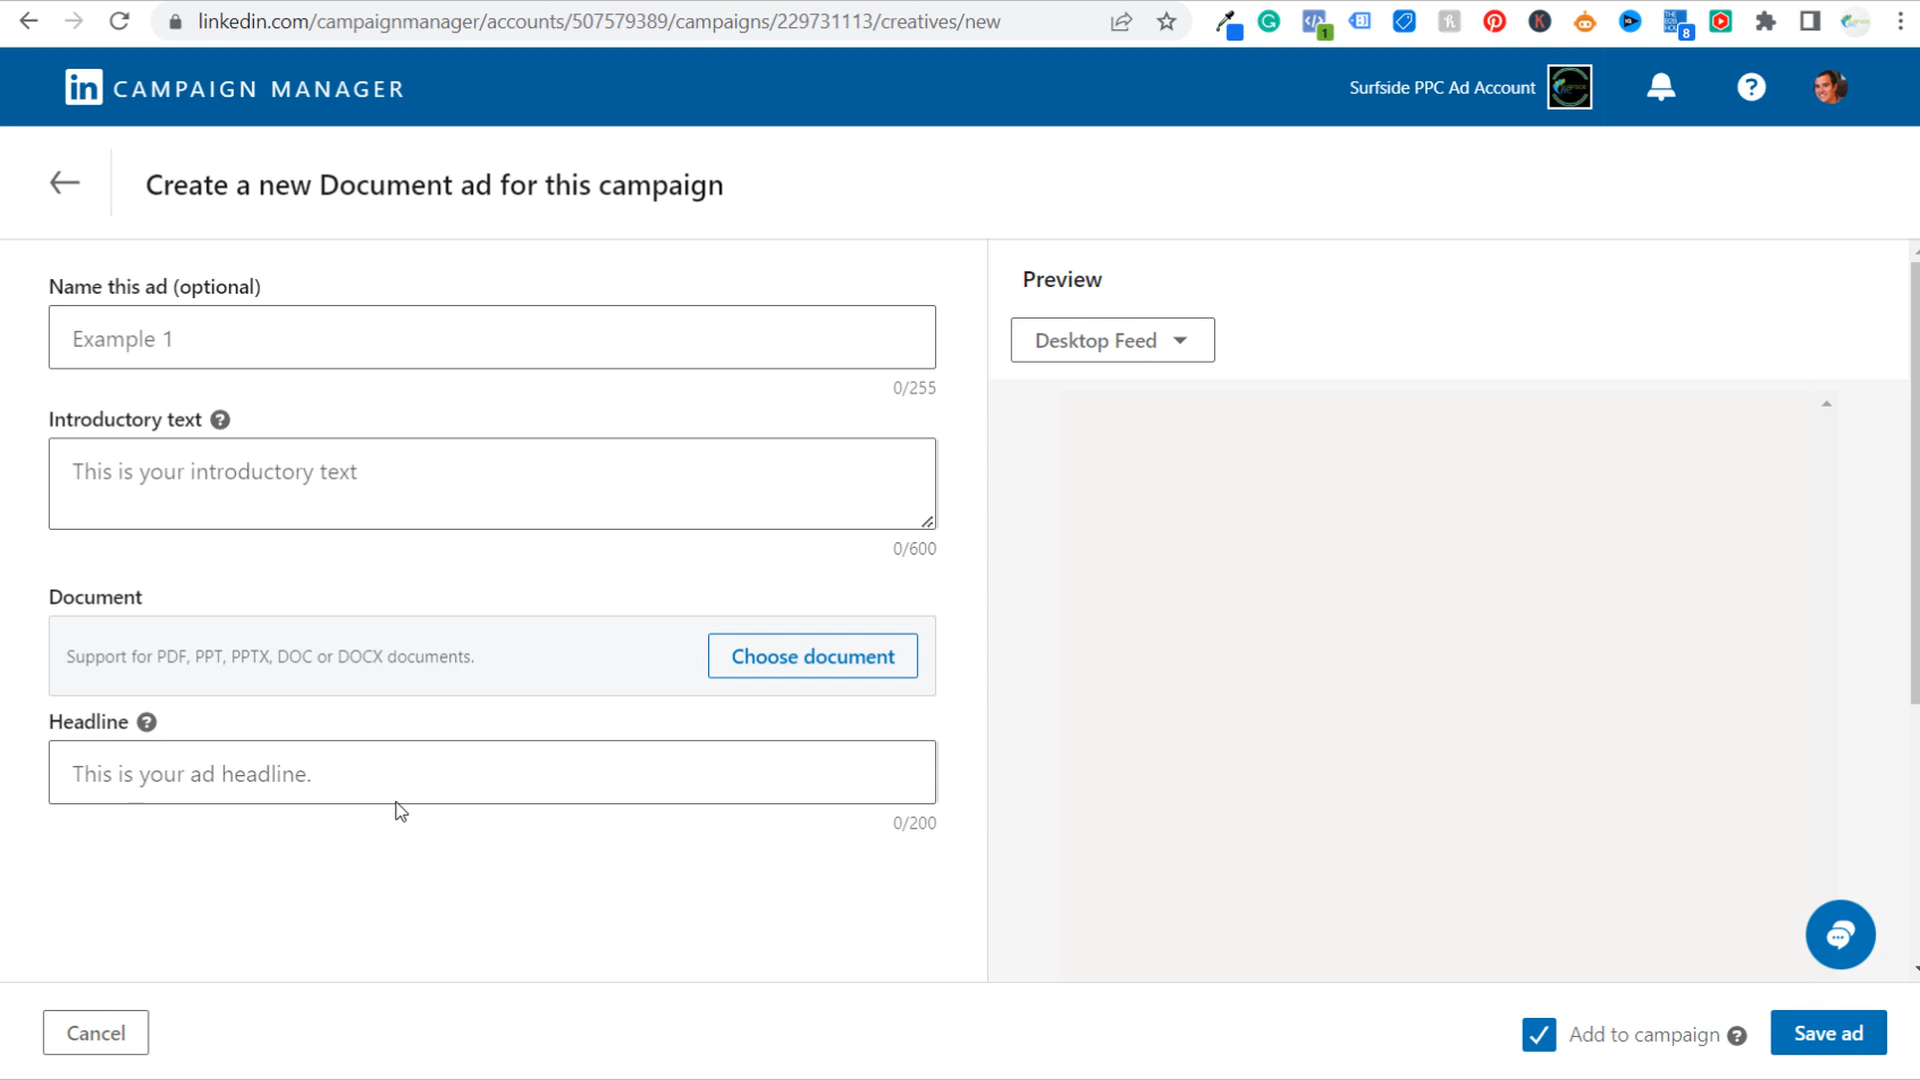 linkedin.com/campaignmanager/accounts/507579389/campaigns/229731113/creatives/new
1
8
in CAMPAIGN MANAGER
Surfside PPC Ad Account
Create a new Document ad for this campaign
Name this ad (optional)
Example 1
0/255
Introductory text
This is your introductory text
0/600
Document
Support for PDF, PPT, PPTX, DOC or DOCX documents.
Choose document
Headline
This is your ad headline.
0/200
Preview
Desktop Feed
Cancel
Add to campaign
Save ad